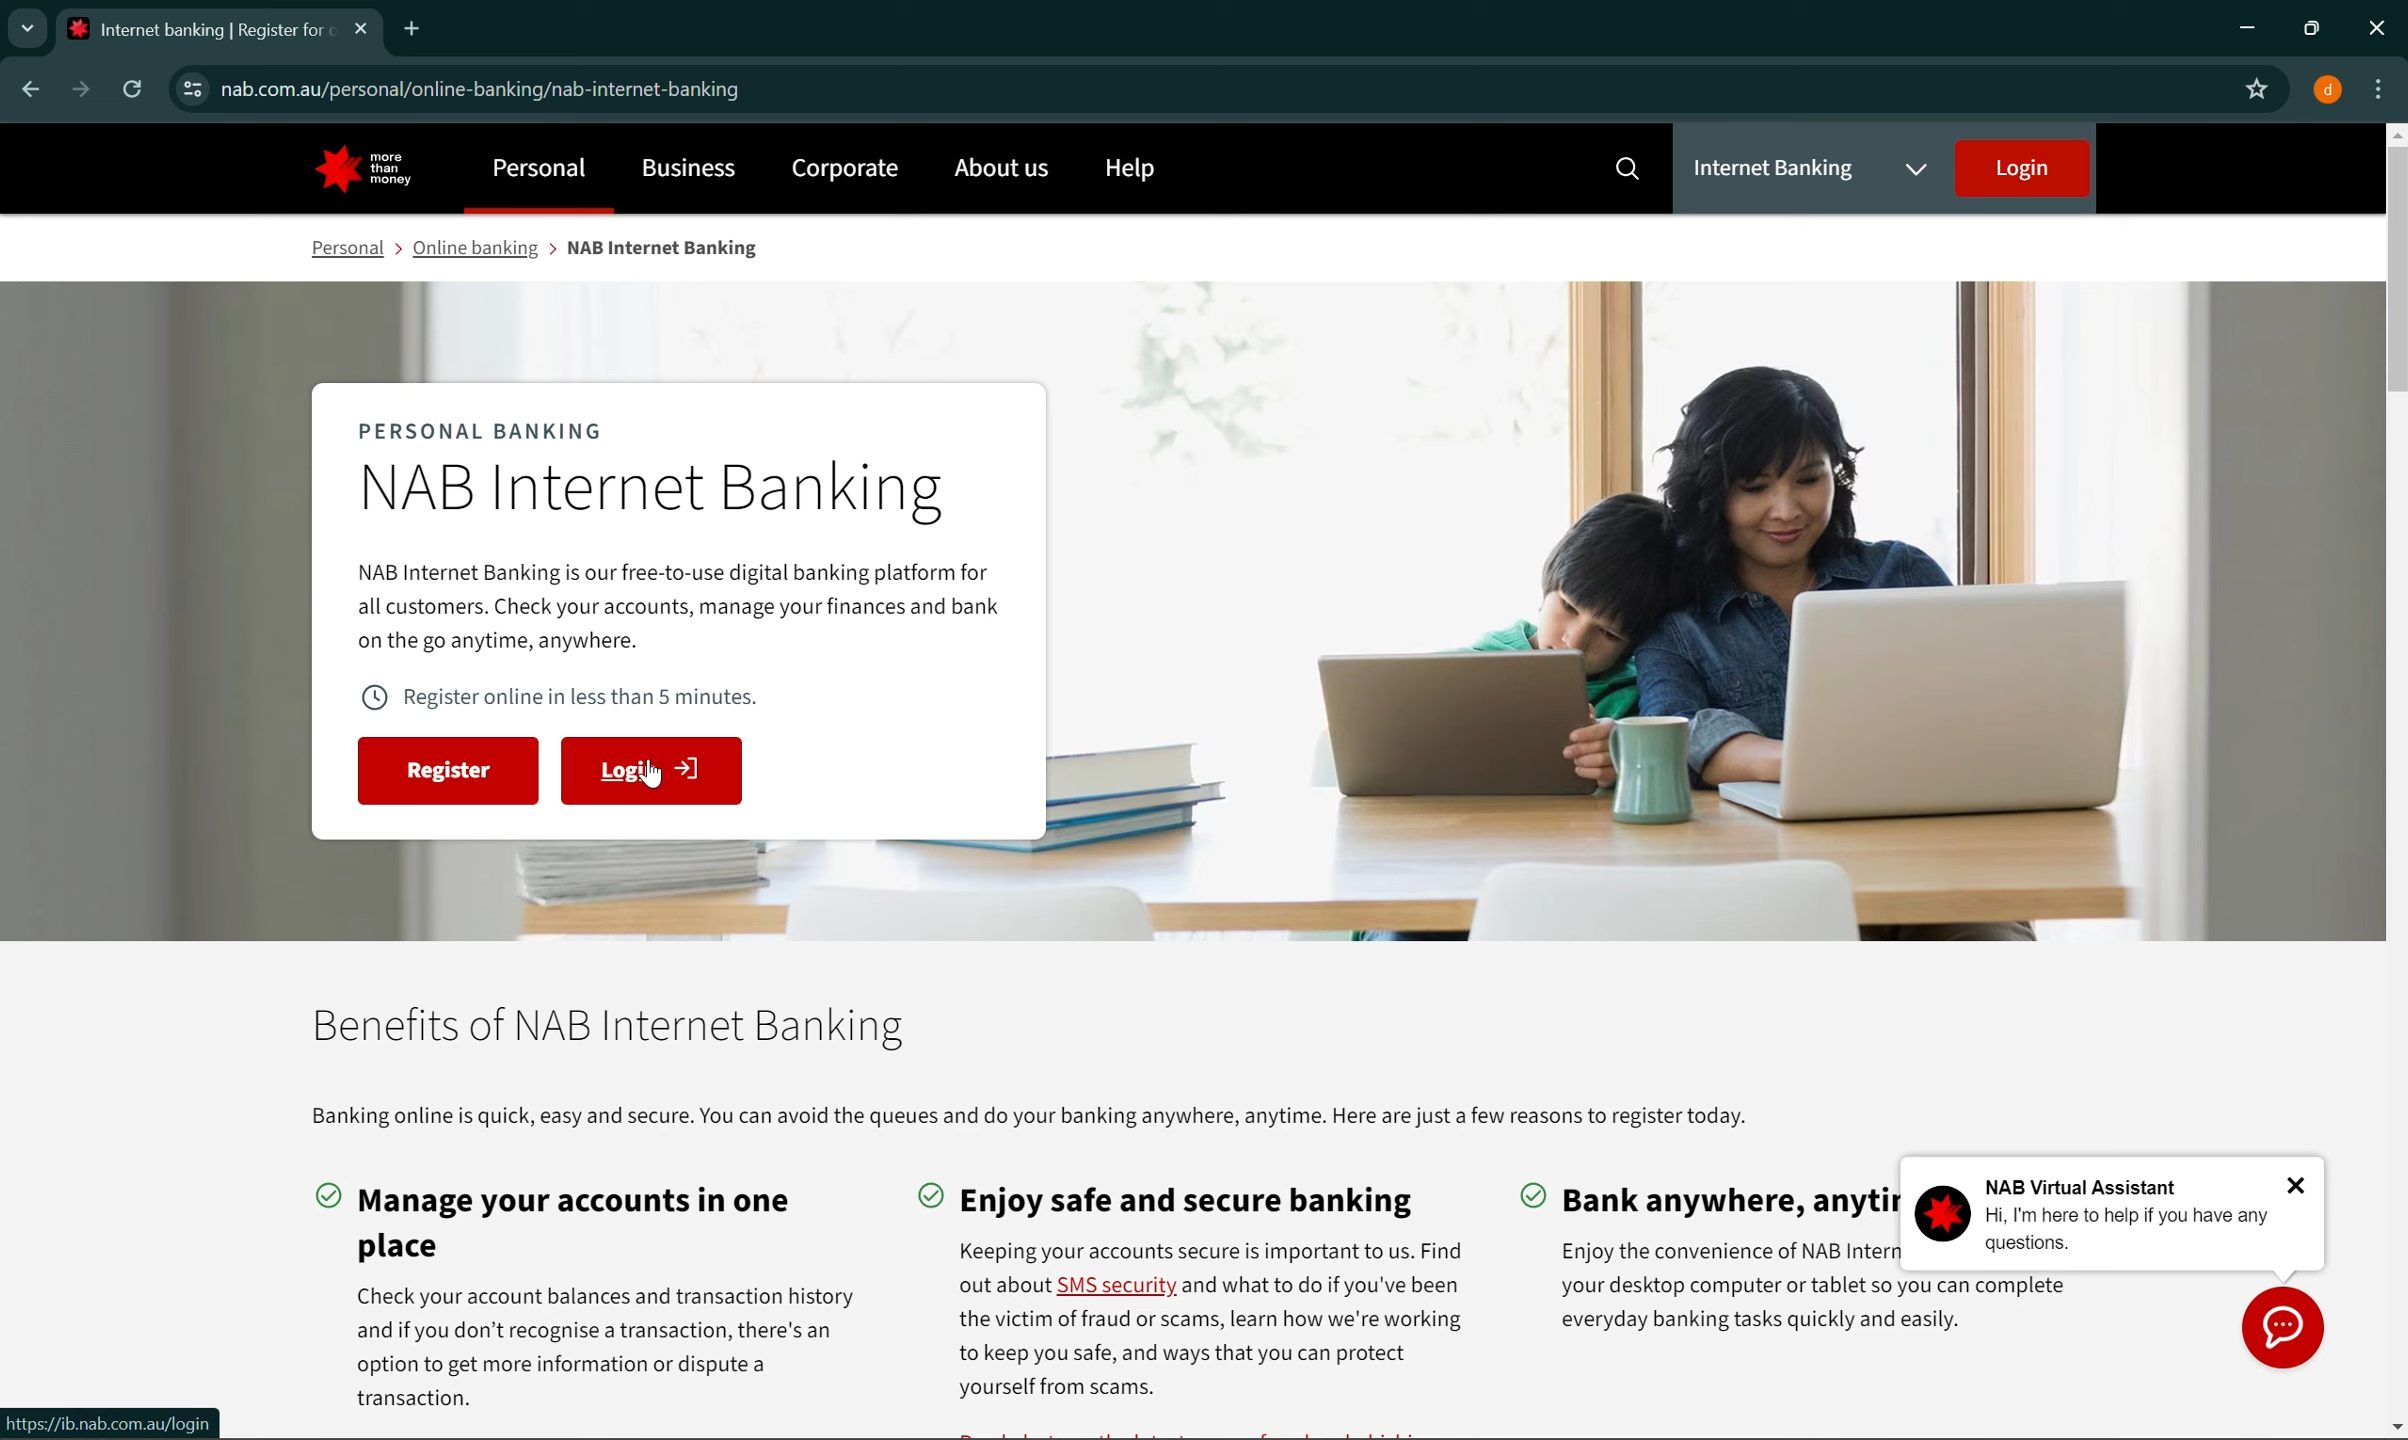 Internet banking | Register for o
nab.com.au/personal/online-banking/nab-internet-banking
d
more
than
money
Personal
Business
Corporate
About us
Help
Internet Banking
Login
Personal > Online banking > NAB Internet Banking
PERSONAL BANKING
NAB Internet Banking
NAB Internet Banking is our free-to-use digital banking platform for
all customers. Check your accounts, manage your finances and bank
on the go anytime, anywhere.
Register online in less than 5 minutes.
Register
Login
Benefits of NAB Internet Banking
Banking online is quick, easy and secure. You can avoid the queues and do your banking anywhere, anytime. Here are just a few reasons to register today.
Manage your accounts in one
place
Check your account balances and transaction history
and if you don’t recognise a transaction, there's an
option to get more information or dispute a
transaction.
Enjoy safe and secure banking
Keeping your accounts secure is important to us. Find
out about SMS security and what to do if you've been
the victim of fraud or scams, learn how we're working
to keep you safe, and ways that you can protect
yourself from scams.
Bank anywhere, anytim
Enjoy the convenience of NAB Intern
your desktop computer or tablet so you can complete
everyday banking tasks quickly and easily.
NAB Virtual Assistant
Hi, I'm here to help if you have any
questions.
https://ib.nab.com.au/login